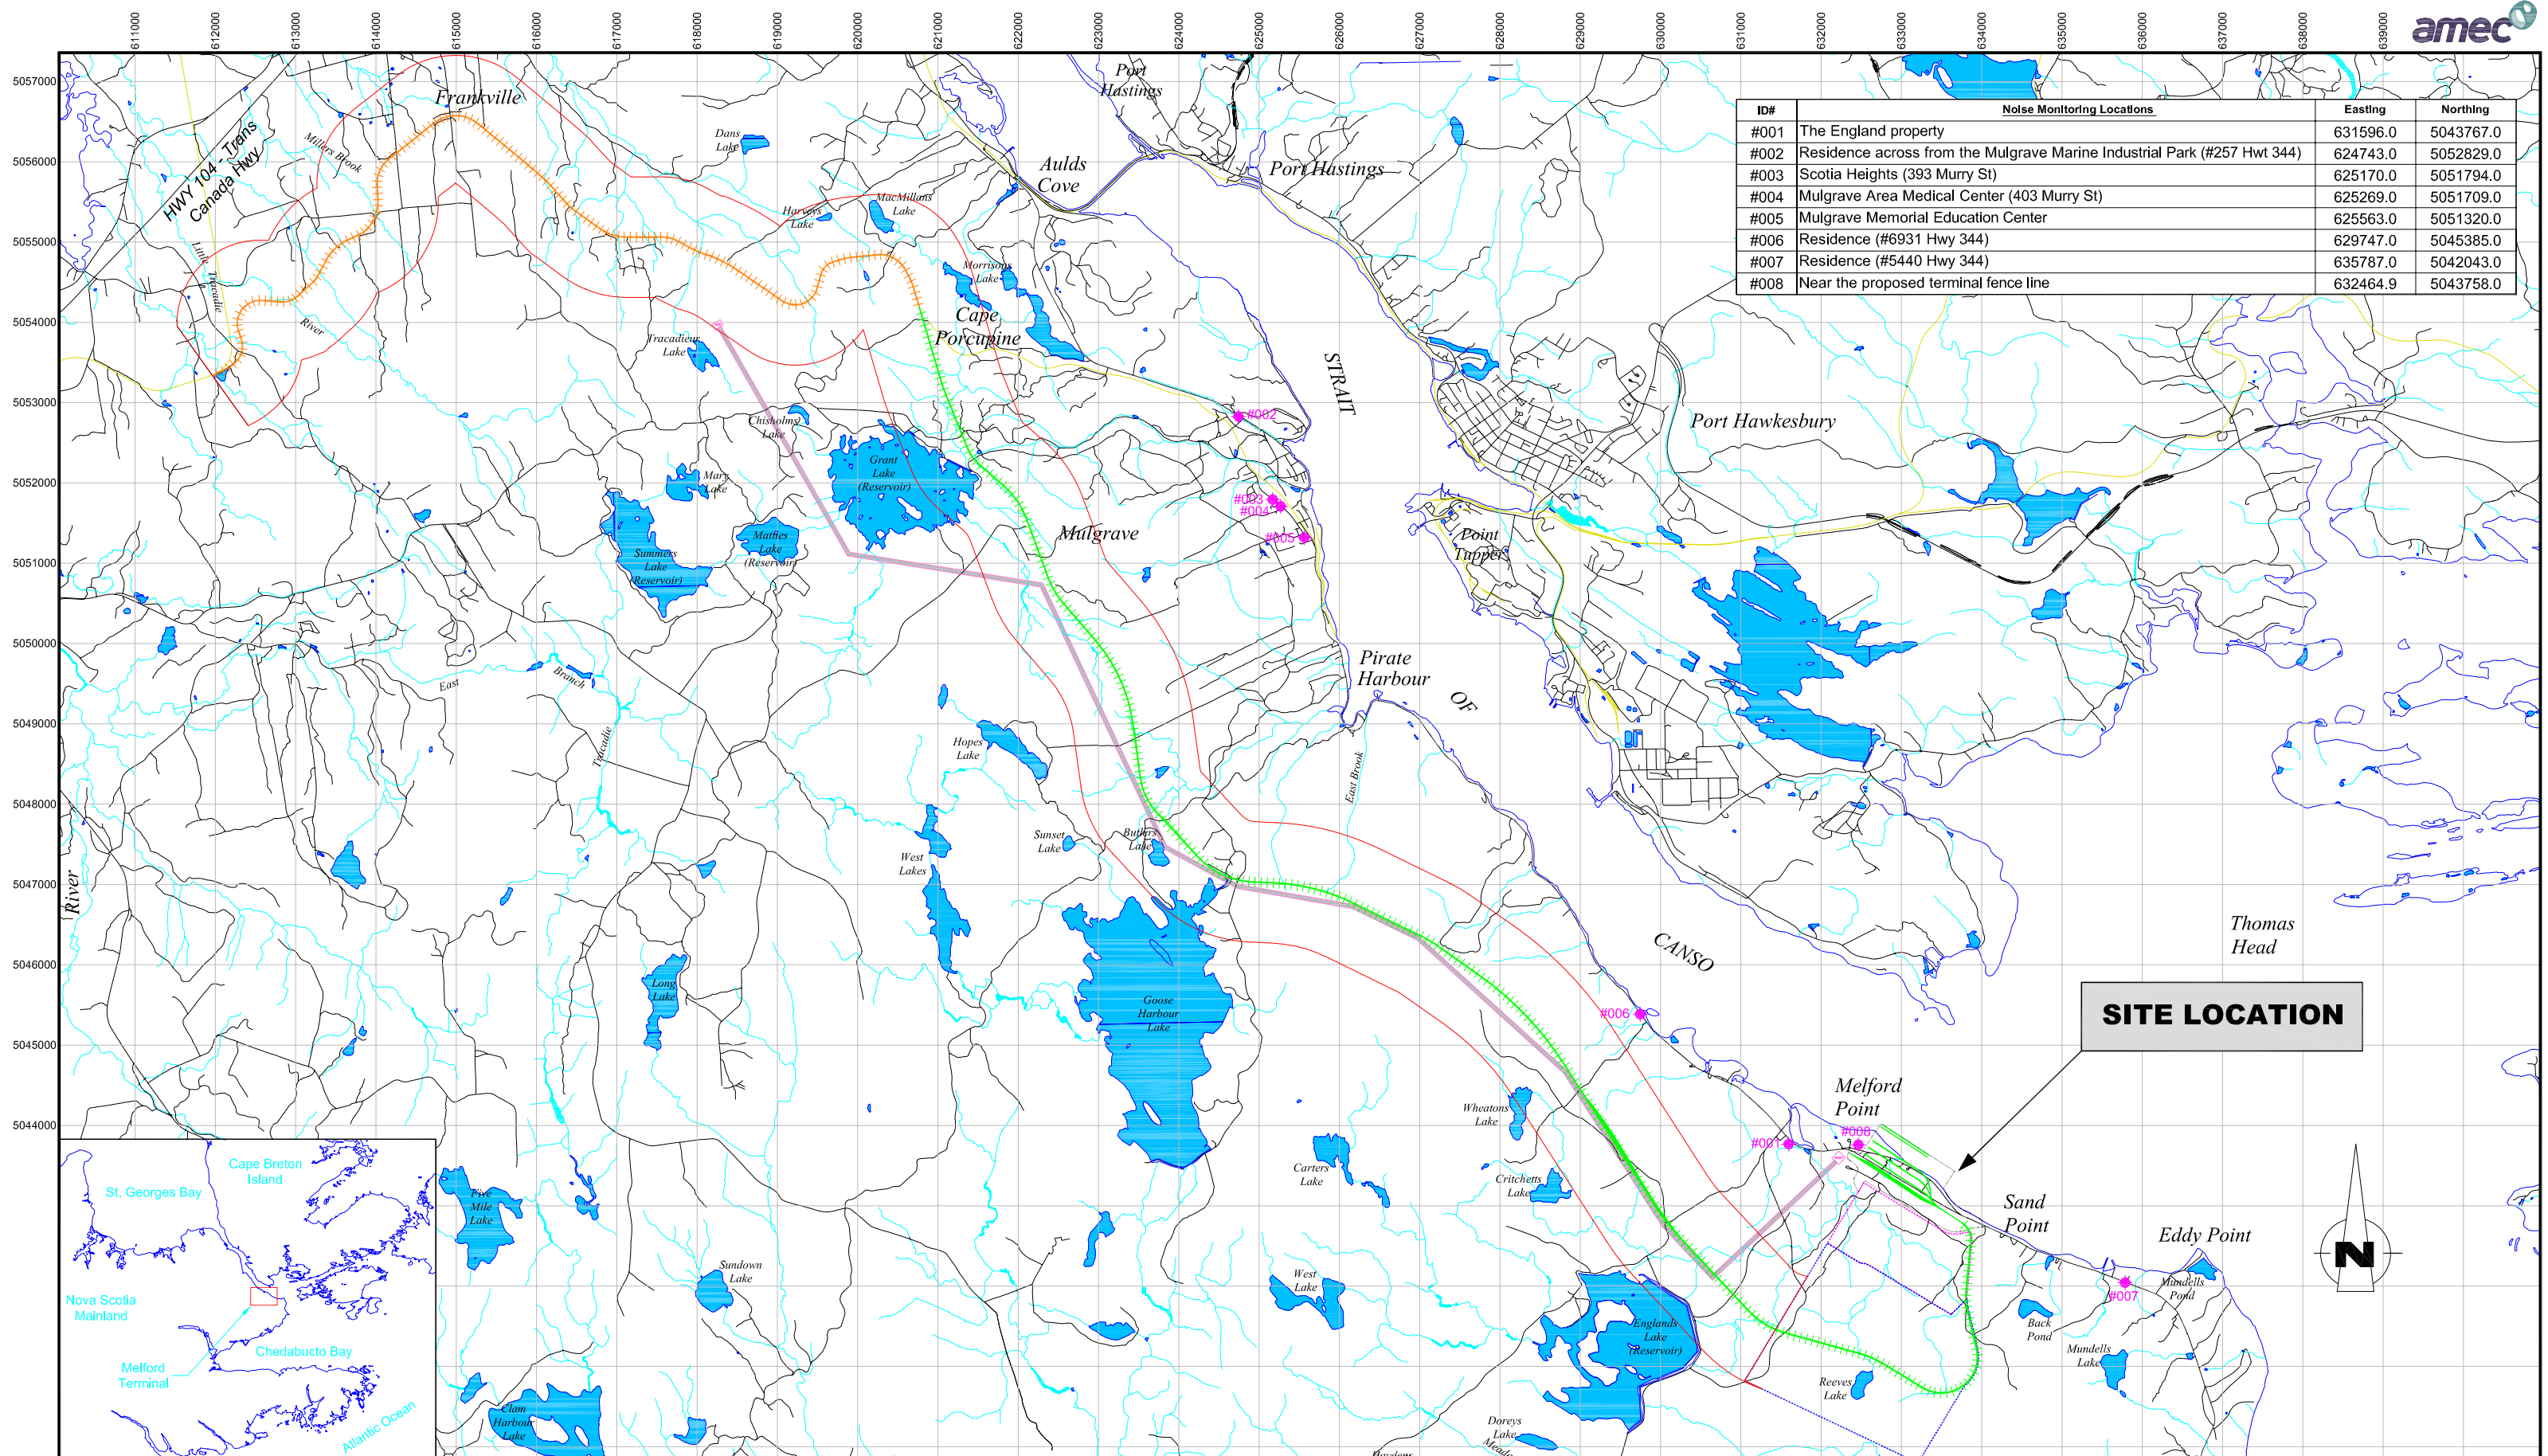 611000 612000 613000 614000 615000 616000 617000 618000 619000 620000 621000 622000 623000 624000 625000 626000 627000 628000 629000 630000 631000 632000 633000 634000 635000 636000 637000 638000 639000
amec
5057000
5056000
5055000
5054000
5053000
5052000
5051000
5050000
5049000
5048000
5047000
5046000
5045000
5044000
ID# Noise Monitoring Locations Easting Northing
#001 The England property 631596.0 5043767.0
#002 Residence across from the Mulgrave Marine Industrial Park (#257 Hwt 344) 624743.0 5052829.0
#003 Scotia Heights (393 Murry St) 625170.0 5051794.0
#004 Mulgrave Area Medical Center (403 Murry St) 625269.0 5051709.0
#005 Mulgrave Memorial Education Center 625563.0 5051320.0
#006 Residence (#6931 Hwy 344) 629747.0 5045385.0
#007 Residence (#5440 Hwy 344) 635787.0 5042043.0
#008 Near the proposed terminal fence line 632464.9 5043758.0
Frankville
HWY 104 - Trans
Canada Hwy
Millers Brook
Little Tracadie
River
Dans
Lake
Port
Hastings
Aulds
Cove
Port Hastings
Harveys
Lake
MacMillans
Lake
Morrisons
Lake
Cape
Porcupine
Tracadieur
Lake
STRAIT
Chisholms
Lake
#002
Port Hawkesbury
Grant
Lake
(Reservoir)
Mary
Lake
#003
#004
#005
Mulgrave
Matties
Lake
(Reservoir)
Summers
Lake
(Reservoir)
Point
Tupper
East
Branch
Tracadie
Pirate
Harbour
OF
Hopes
Lake
East Brook
Sunset
Lake
Butlers
Lake
West
Lakes
River
Thomas
Head
CANSO
Long
Lake
Goose
Harbour
Lake
#006
SITE LOCATION
Melford
Point
Wheatons
Lake
#001
#008
Carters
Lake
Critchetts
Lake
Sand
Point
Eddy Point
N
Five
Mile
Lake
Sundown
Lake
West
Lake
Mundells
Pond
#007
Back
Pond
Englands
Lake
(Reservoir)
Mundells
Lake
Reeves
Lake
Clam
Harbour
Lake
Doreys
Lake
Cape Breton
Island
St. Georges Bay
Nova Scotia
Mainland
Chedabucto Bay
Melford
Terminal
Atlantic Ocean